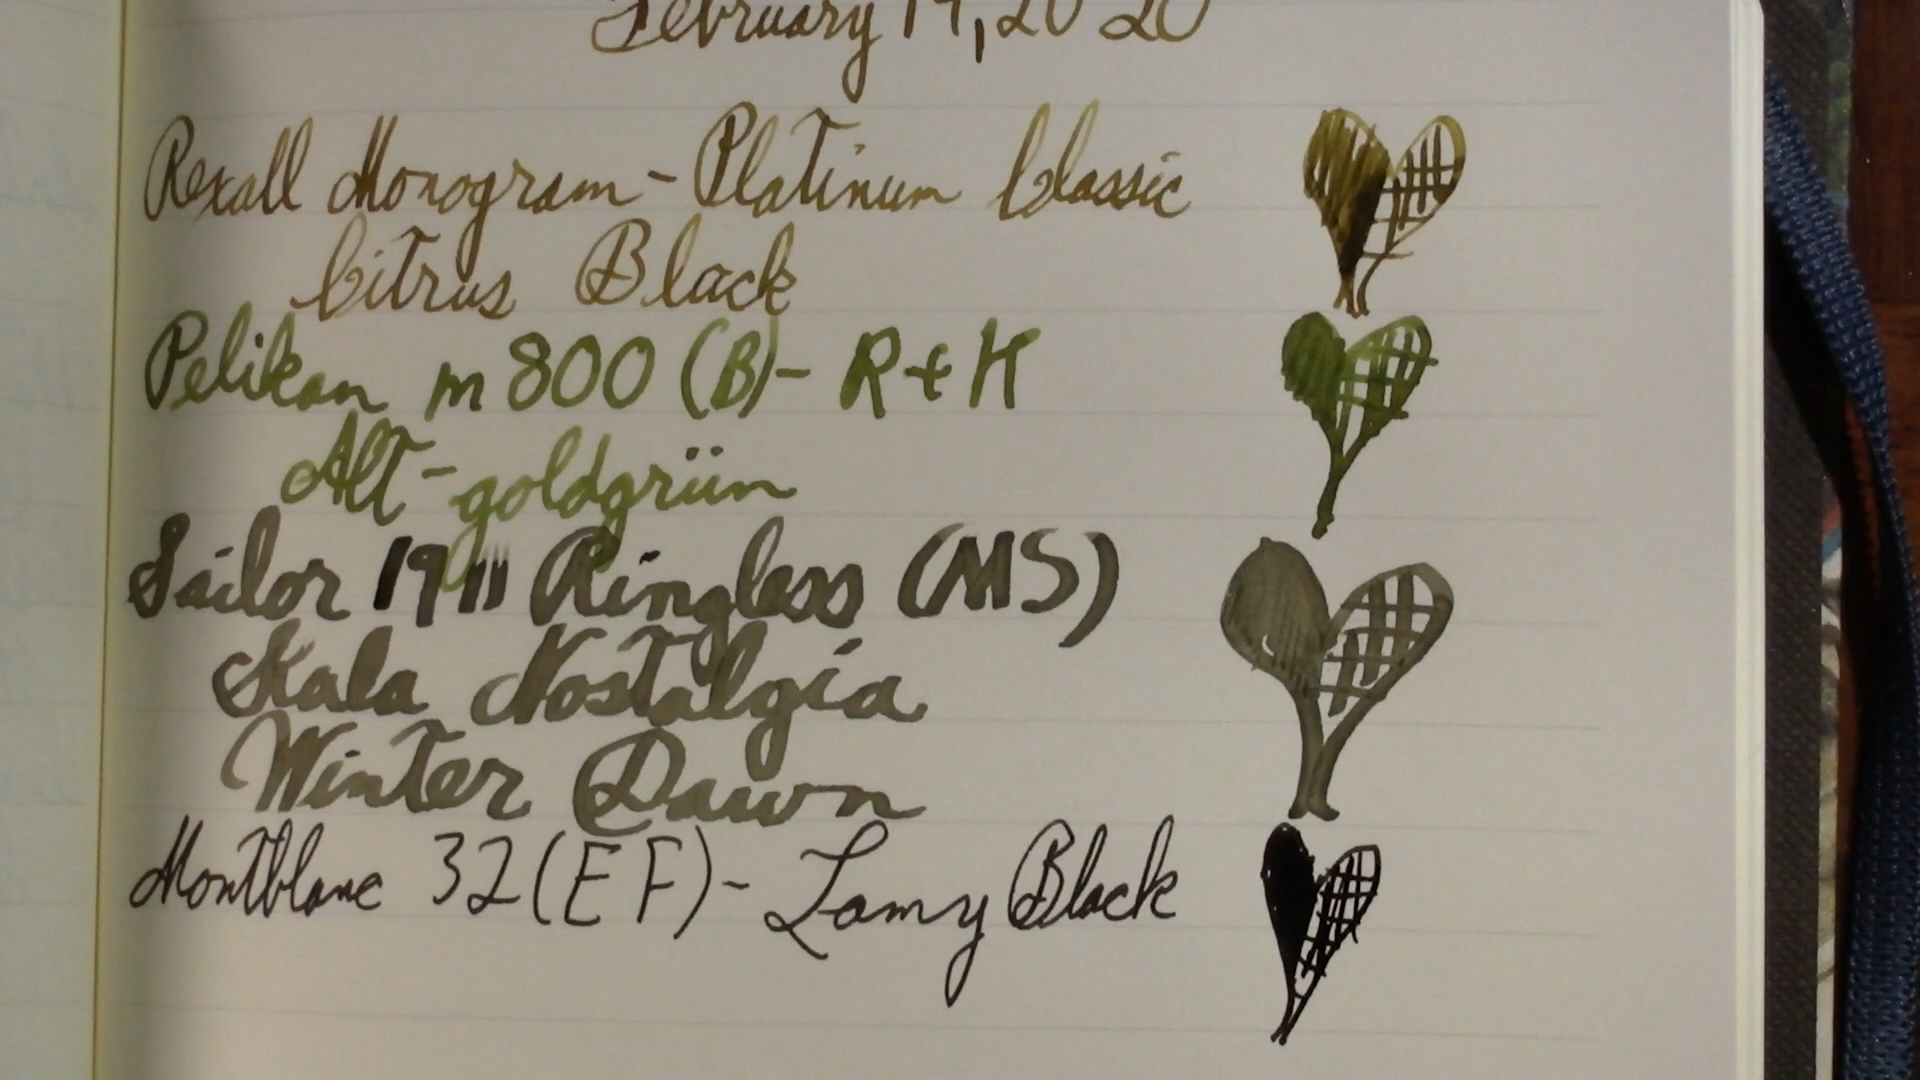 February 14, 2020
Rexall Monogram - Platinum Classic
Citrus Black
Pelikan m800 (B) - R + K
Alt-goldgrün
Sailor 1911 Ringless (MS)
Kala Nostalgia
Winter Dawn
Montblanc 32 (EF) - Lamy Black